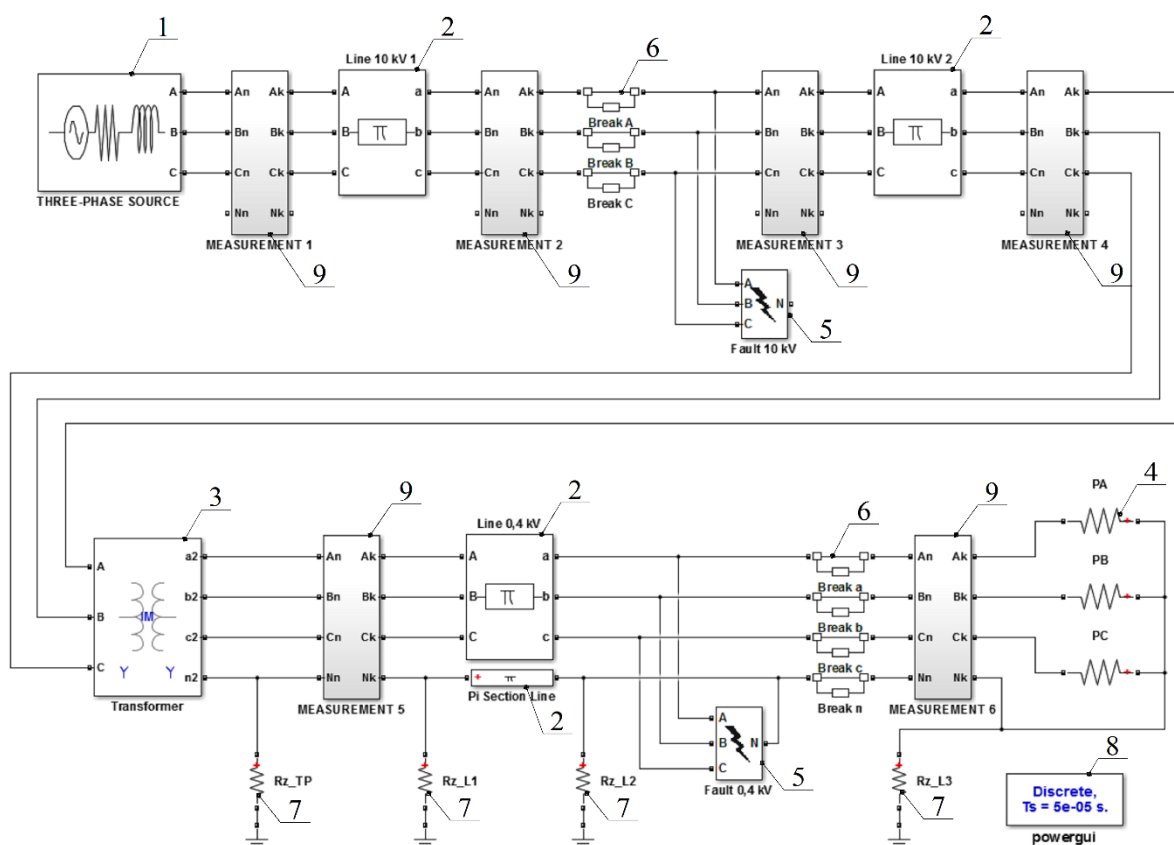 1
2
6
2
Line 10 kV 1
Line 10 kV 2
A
B
C
THREE-PHASE SOURCE
An
Bn
Cn
Nn
Ak
Bk
Ck
Nk
MEASUREMENT 1
9
A
B
C
π
a
b
c
An
Bn
Cn
Nn
Ak
Bk
Ck
Nk
MEASUREMENT 2
9
Break A
Break B
Break C
An
Bn
Cn
Nn
Ak
Bk
Ck
Nk
MEASUREMENT 3
9
A
B
C
π
a
b
c
An
Bn
Cn
Nn
Ak
Bk
Ck
Nk
MEASUREMENT 4
9
A
B
C
N
5
Fault 10 kV
3
9
2
6
9
4
Line 0,4 kV
PA
A
B
C
a2
b2
c2
n2
IM
Y
Y
Transformer
An
Bn
Cn
Nn
Ak
Bk
Ck
Nk
MEASUREMENT 5
A
B
C
π
a
b
c
+
π
Pi Section Line
2
Break a
Break b
Break c
Break n
An
Bn
Cn
Nn
Ak
Bk
Ck
Nk
MEASUREMENT 6
+
PB
+
PC
+
A
B
C
N
5
Fault 0,4 kV
+
Rz_TP
7
+
Rz_L1
7
+
Rz_L2
7
+
Rz_L3
7
8
Discrete,
Ts = 5e-05 s.
powergui